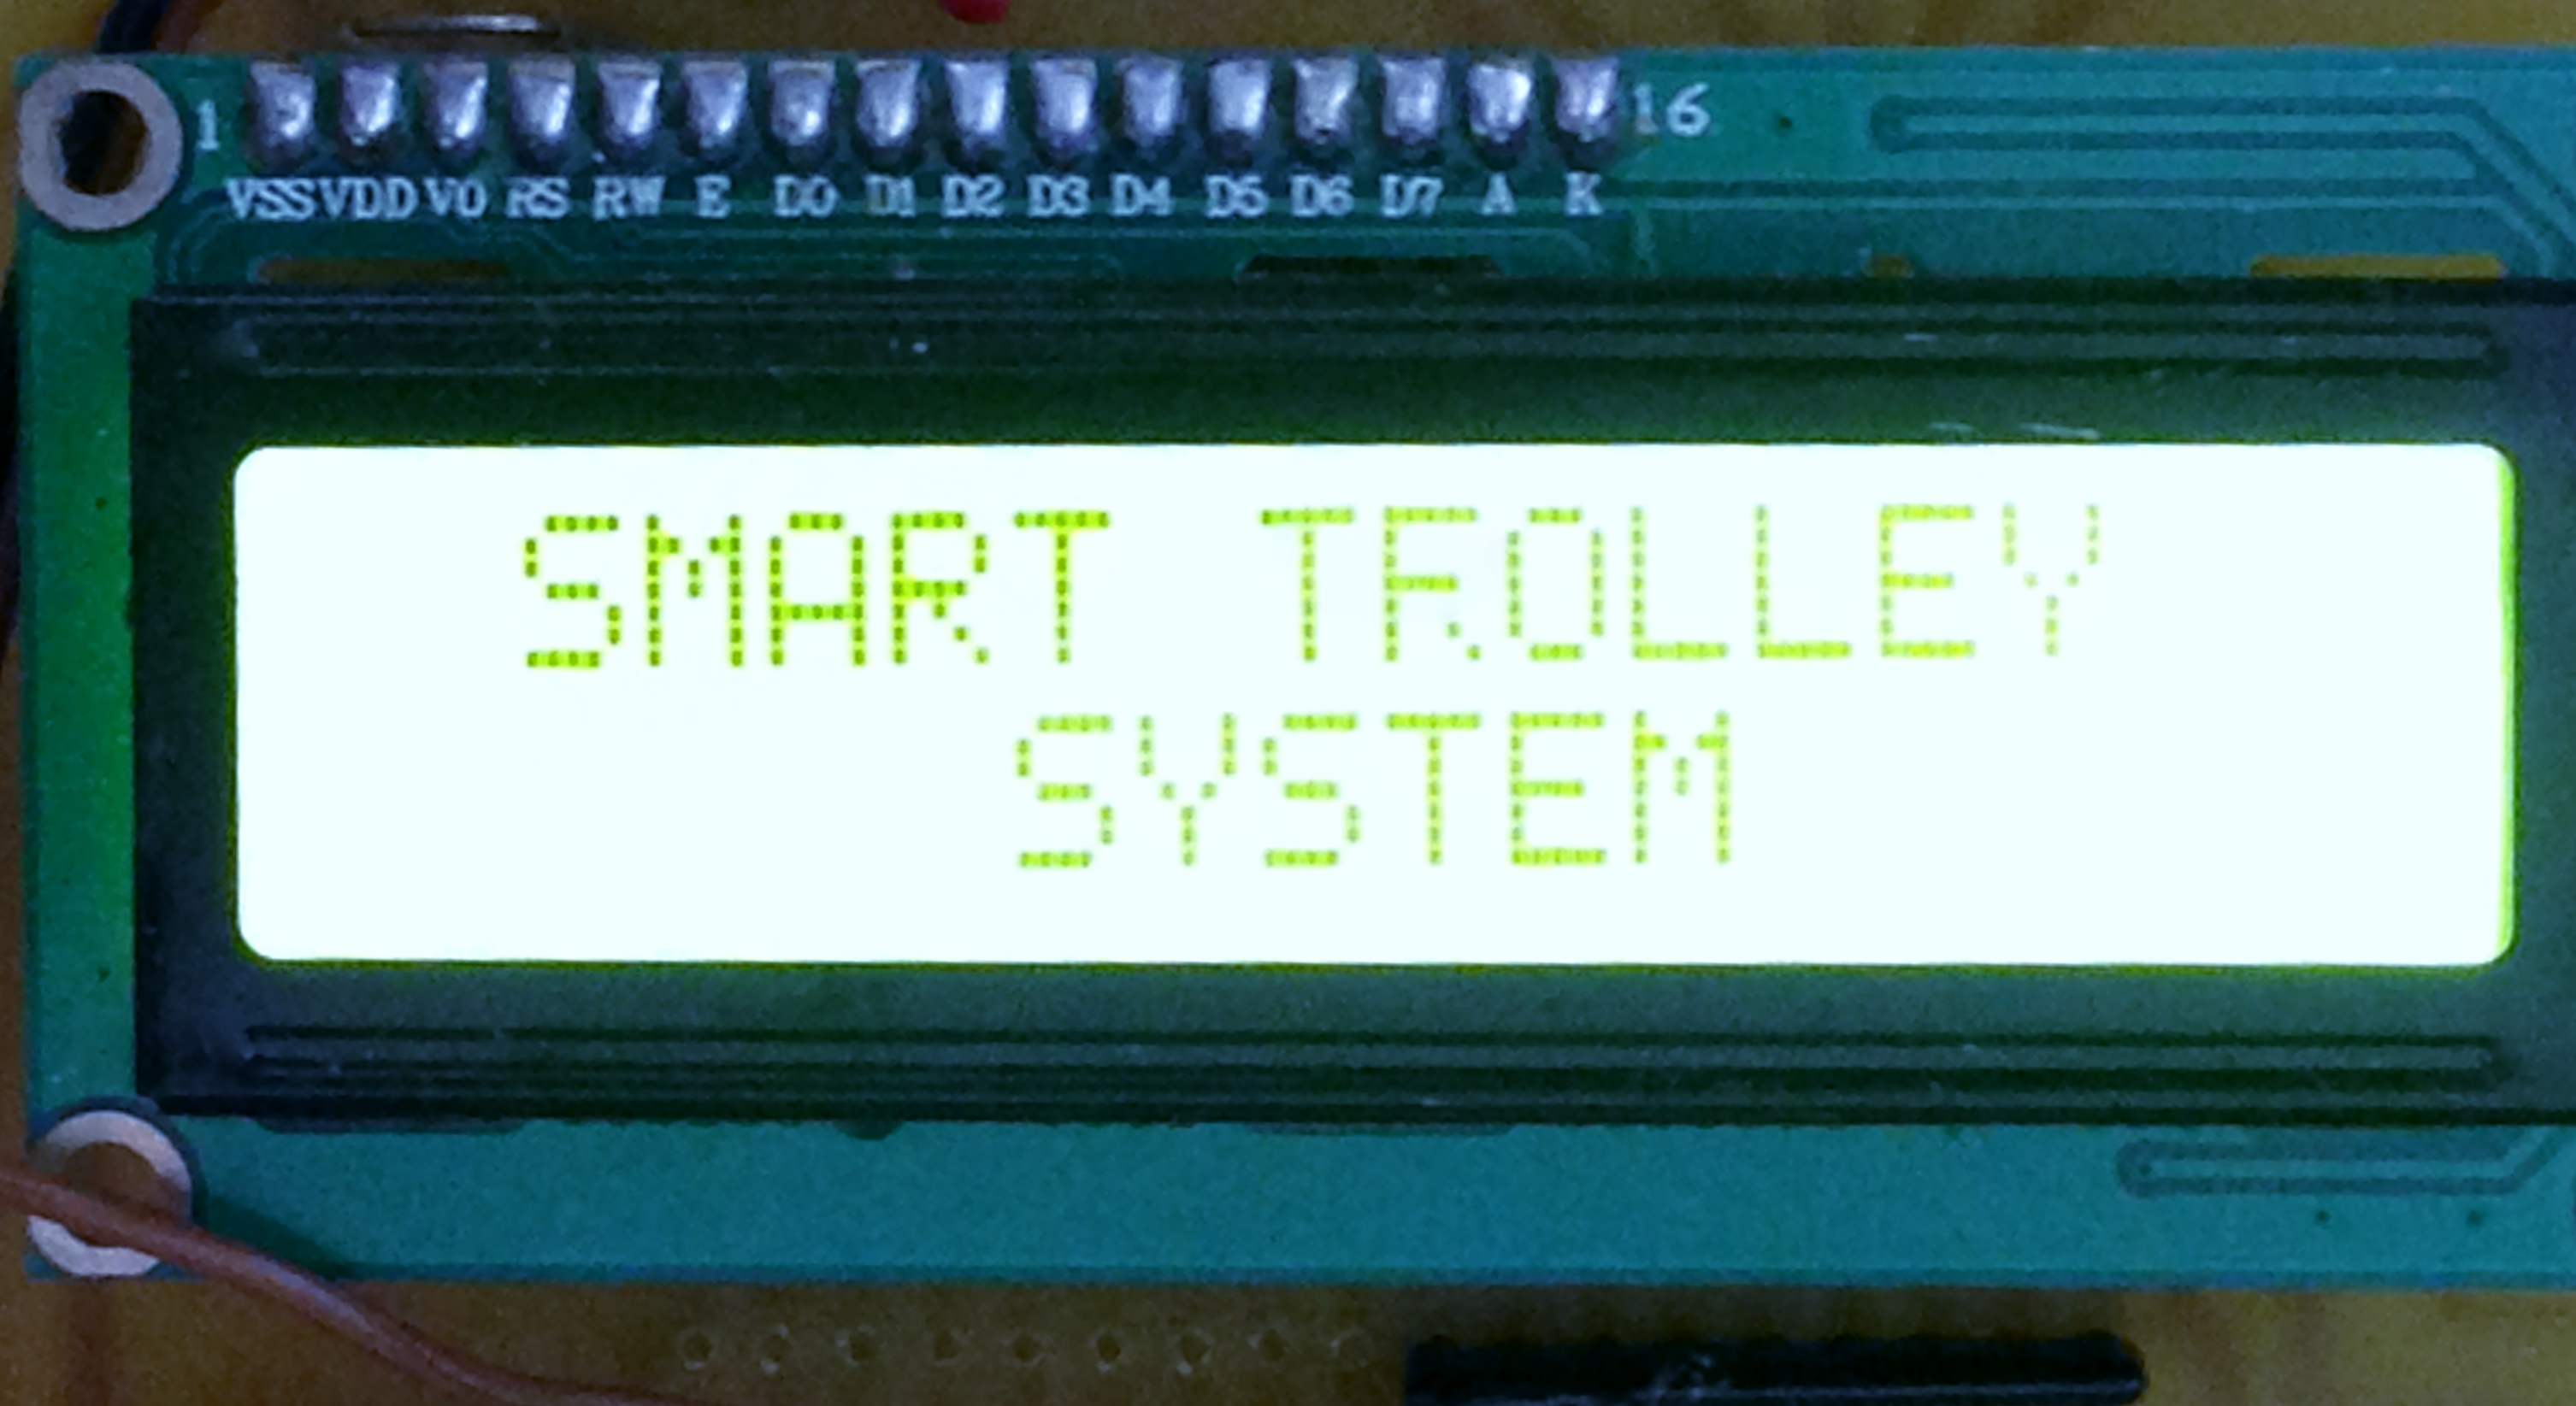 1 16
VSS VDD V0 RS RW E D0 D1 D2 D3 D4 D5 D6 D7 A K
SMART TROLLEY
SYSTEM